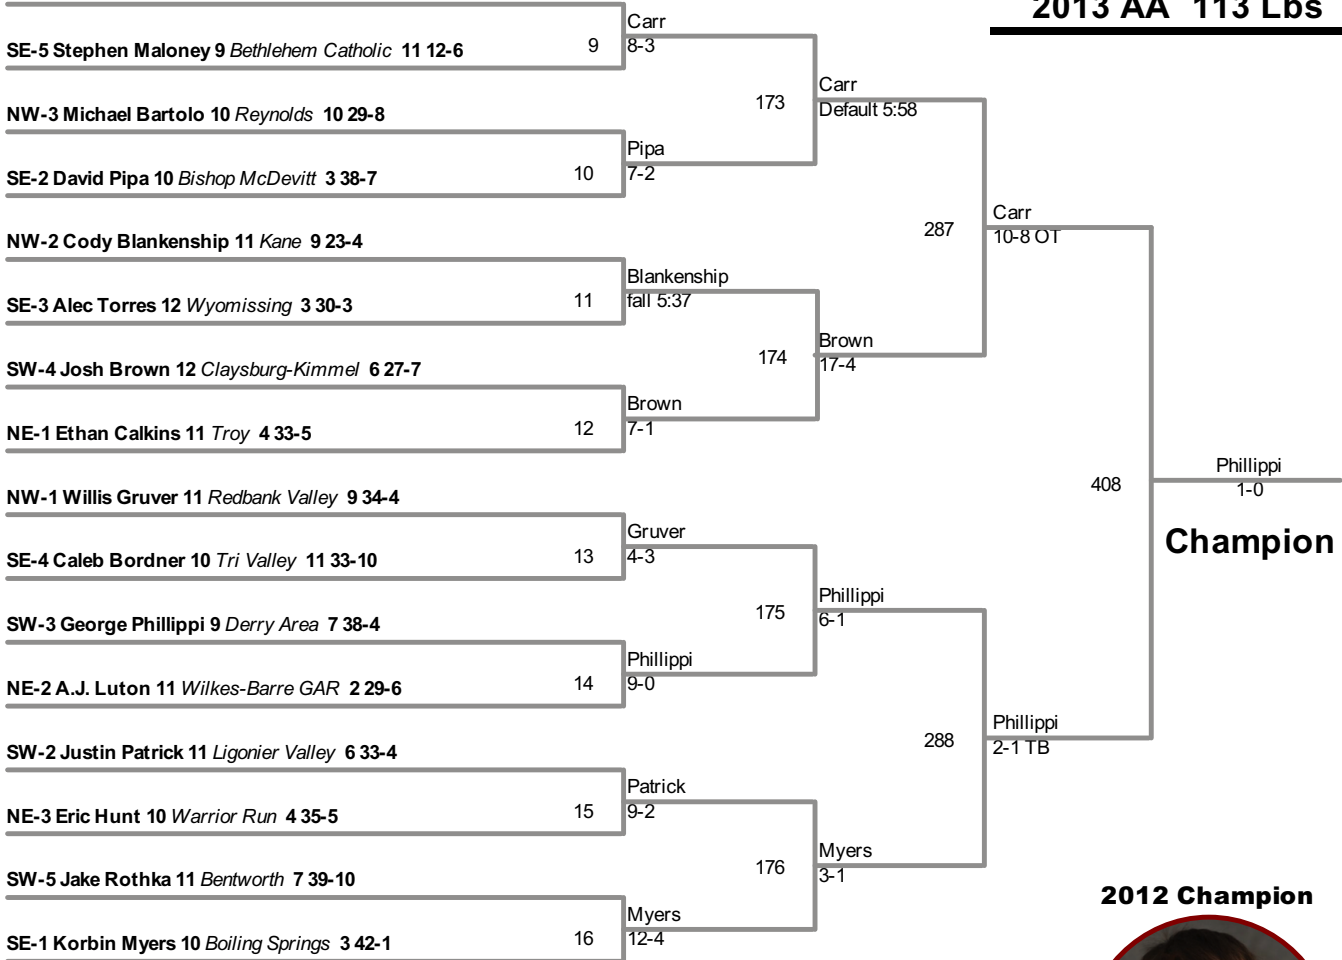 2013 AA 113 Lbs
Carr
SE-5 Stephen Maloney 9 Bethlehem Catholic 11 12-6
9
8-3
Carr
173
Default 5:58
NW-3 Michael Bartolo 10 Reynolds 10 29-8
Pipa
SE-2 David Pipa 10 Bishop McDevitt 3 38-7
10
7-2
Carr
287
10-8 OT
NW-2 Cody Blankenship 11 Kane 9 23-4
Blankenship
SE-3 Alec Torres 12 Wyomissing 3 30-3
11
fall 5:37
Brown
174
17-4
SW-4 Josh Brown 12 Claysburg-Kimmel 6 27-7
Brown
NE-1 Ethan Calkins 11 Troy 4 33-5
12
7-1
Phillippi
408
1-0
Champion
NW-1 Willis Gruver 11 Redbank Valley 9 34-4
Gruver
SE-4 Caleb Bordner 10 Tri Valley 11 33-10
13
4-3
Phillippi
175
6-1
SW-3 George Phillippi 9 Derry Area 7 38-4
Phillippi
NE-2 A.J. Luton 11 Wilkes-Barre GAR 2 29-6
14
9-0
Phillippi
288
2-1 TB
SW-2 Justin Patrick 11 Ligonier Valley 6 33-4
Patrick
NE-3 Eric Hunt 10 Warrior Run 4 35-5
15
9-2
Myers
176
3-1
SW-5 Jake Rothka 11 Bentworth 7 39-10
Myers
SE-1 Korbin Myers 10 Boiling Springs 3 42-1
16
12-4
2012 Champion